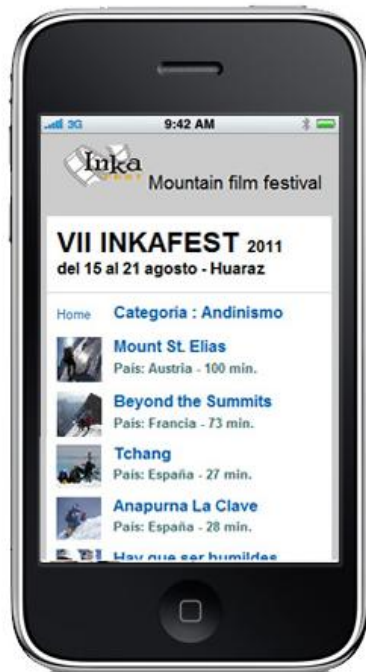 3G 9:42 AM
Inka
FEST
Mountain film festival
VII INKAFEST 2011
del 15 al 21 agosto - Huaraz
Home Categoria : Andinismo
Mount St. Elias
País: Austria - 100 min.
Beyond the Summits
País: Francia - 73 min.
Tchang
País: España - 27 min.
Anapurna La Clave
País: España - 28 min.
Hay que ser humildes